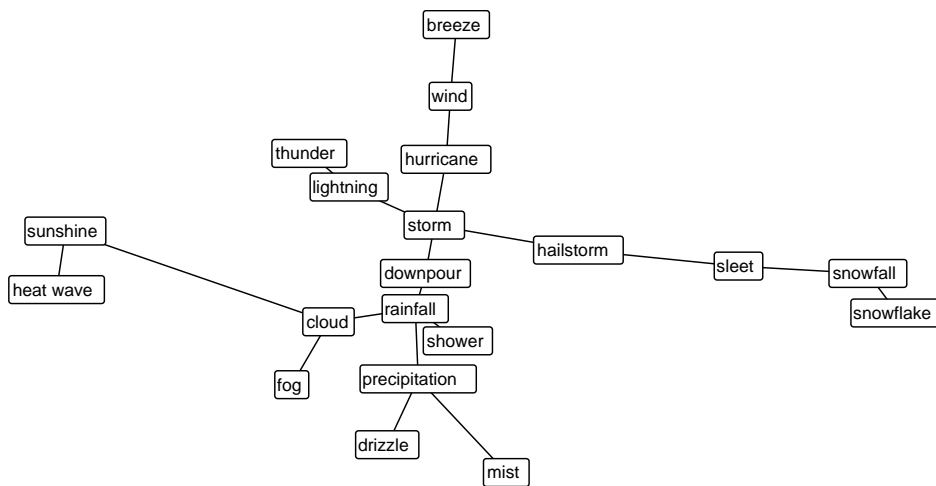 breeze
wind
thunder
hurricane
lightning
storm
sunshine
hailstorm
sleet
downpour
snowfall
heat wave
rainfall
snowflake
cloud
shower
precipitation
fog
drizzle
mist